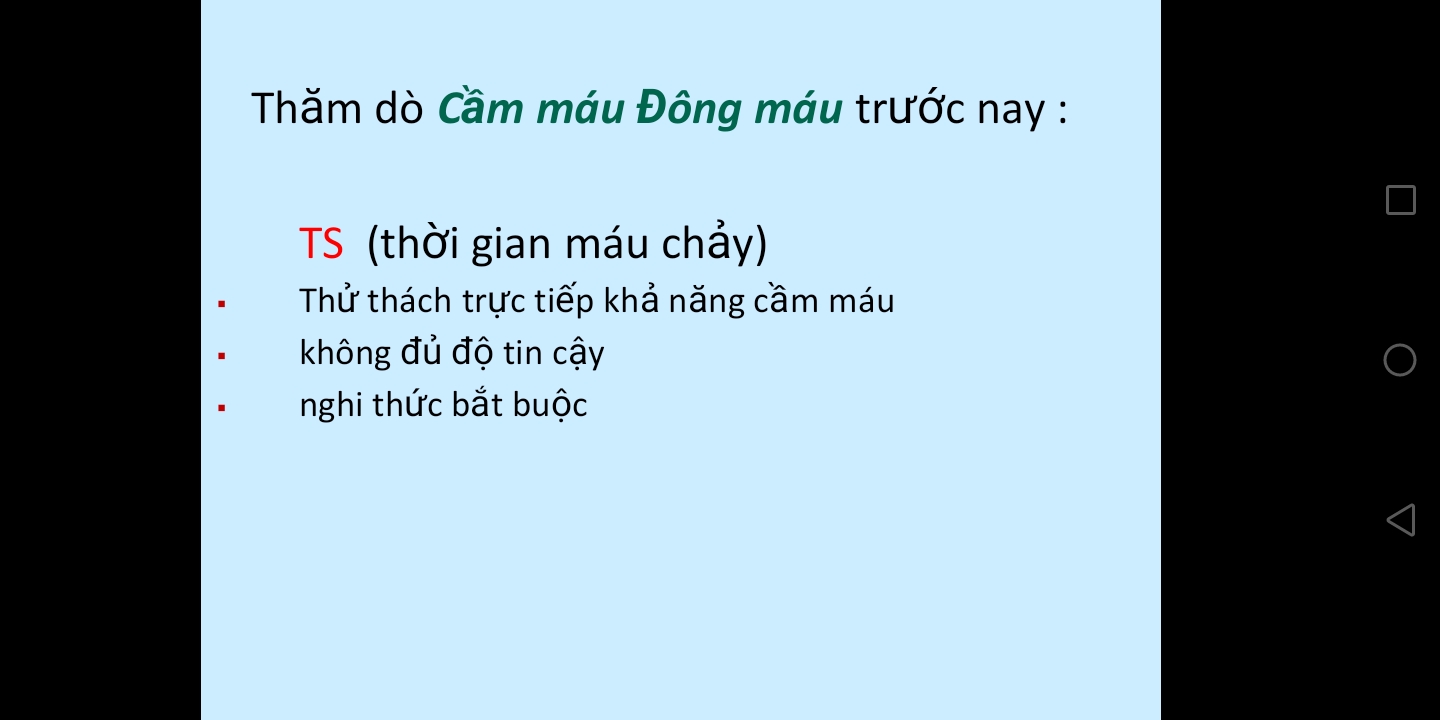 Thăm dò Cầm máu Đông máu trước nay :
TS (thời gian máu chảy)
▪ Thử thách trực tiếp khả năng cầm máu
▪ không đủ độ tin cậy
▪ nghi thức bắt buộc